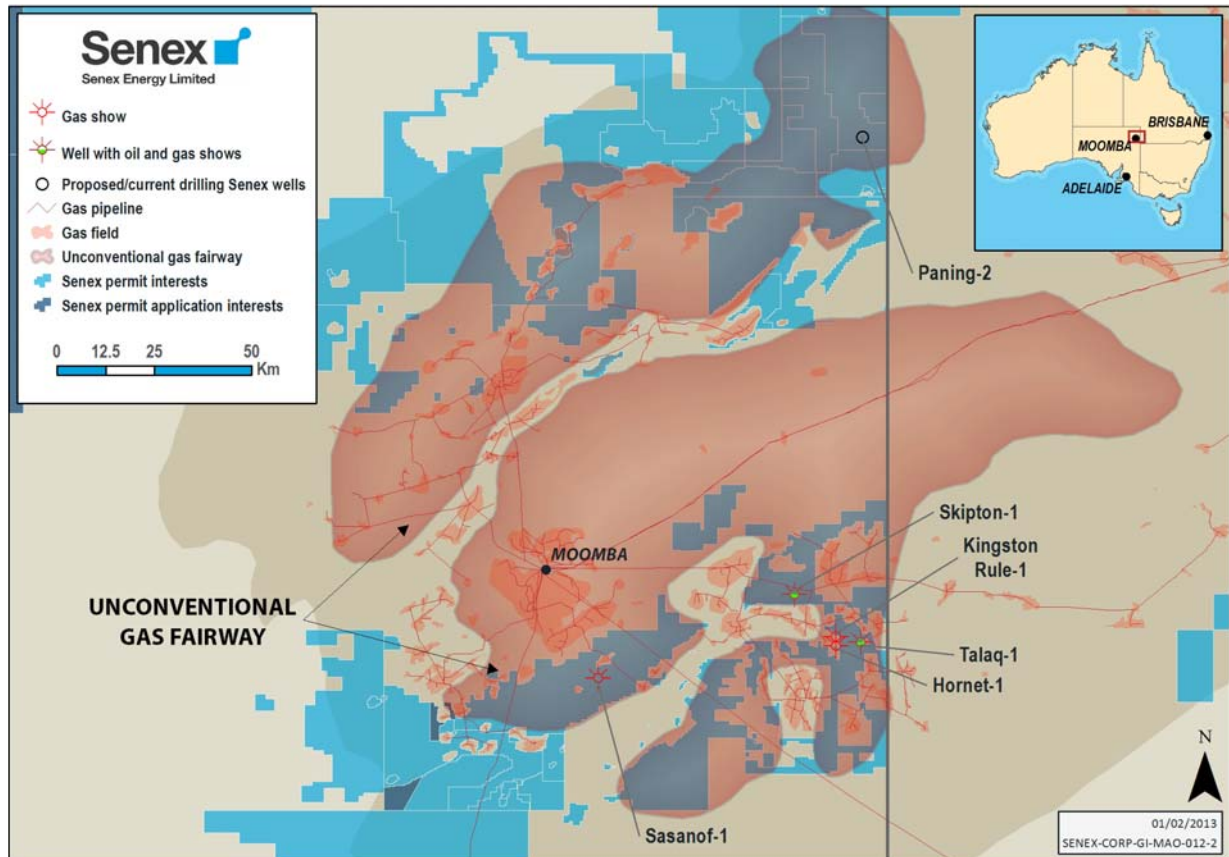 Senex
Senex Energy Limited
Gas show
Well with oil and gas shows
Proposed/current drilling Senex wells
Gas pipeline
Gas field
Unconventional gas fairway
Senex permit interests
Senex permit application interests
0 12.5 25 50
Km
BRISBANE
MOOMBA
ADELAIDE
Paning-2
Skipton-1
Kingston
Rule-1
MOOMBA
UNCONVENTIONAL
GAS FAIRWAY
Talaq-1
Hornet-1
Sasanof-1
N
01/02/2013
SENEX-CORP-GI-MAO-012-2